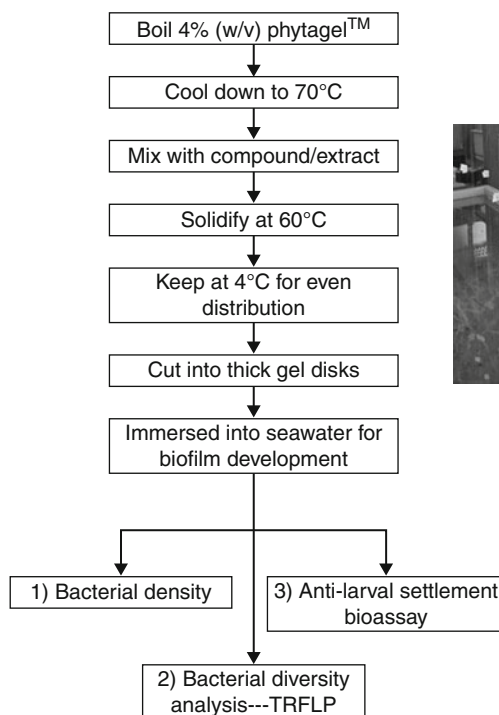 Boil 4% (w/v) phytagel™
Cool down to 70°C
Mix with compound/extract
Solidify at 60°C
Keep at 4°C for even
distribution
Cut into thick gel disks
Immersed into seawater for
biofilm development
1) Bacterial density
3) Anti-larval settlement
bioassay
2) Bacterial diversity
analysis---TRFLP